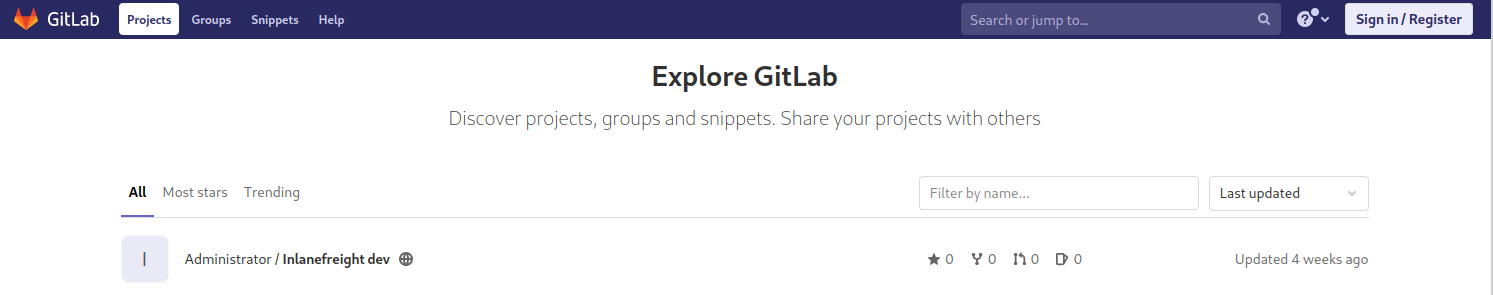 GitLab Projects Groups Snippets Help Search or jump to... ? Sign in / Register
Explore GitLab
Discover projects, groups and snippets. Share your projects with others
All Most stars Trending Filter by name... Last updated
I Administrator / Inlanefreight dev 0 0 0 0 Updated 4 weeks ago